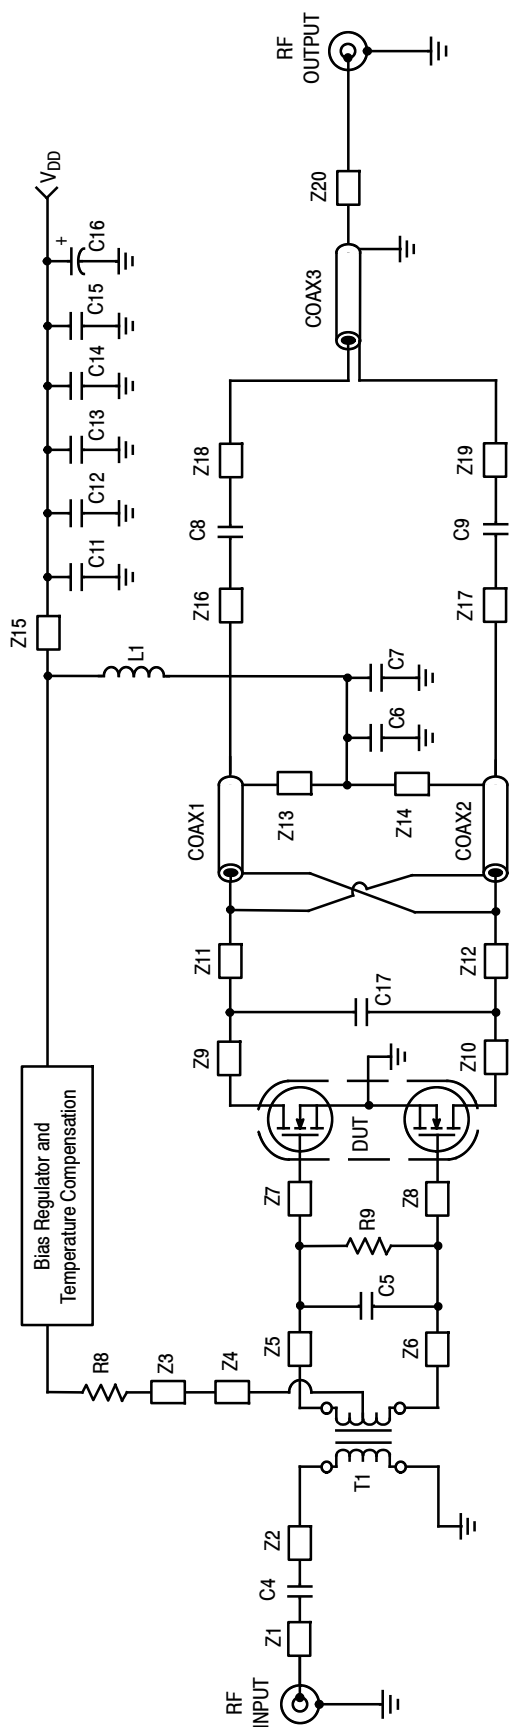 RF
INPUT
Z1
C4
Z2
T1
R8
Z3
Z4
Z5
Z6
C5
R9
Z7
Z8
Bias Regulator and
Temperature Compensation
DUT
Z9
Z10
C17
Z11
Z12
COAX1
COAX2
Z13
Z14
C6
C7
L1
Z15
Z16
Z17
C8
C9
Z18
Z19
C11
C12
C13
C14
C15
+
C16
VDD
COAX3
Z20
RF
OUTPUT